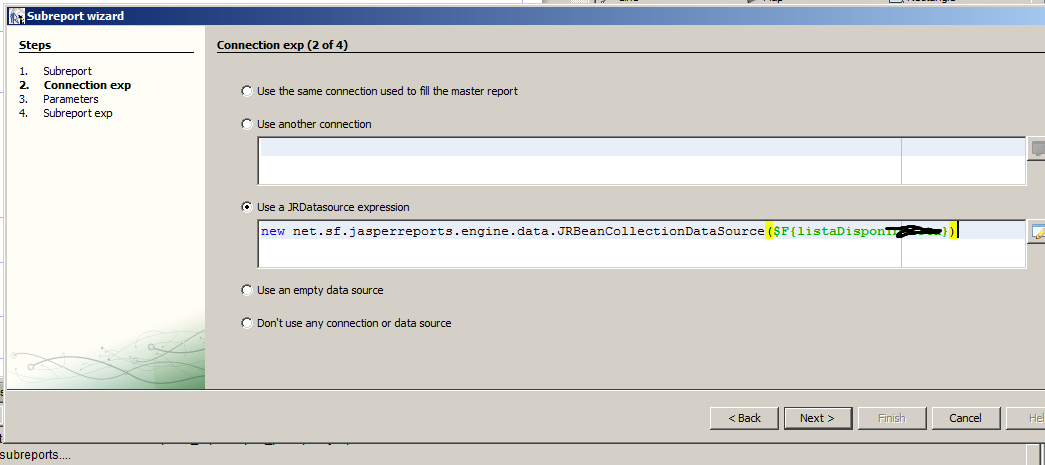 Subreport wizard
Steps
1. Subreport
2. Connection exp
3. Parameters
4. Subreport exp
Connection exp (2 of 4)
Use the same connection used to fill the master report
Use another connection
Use a JRDatasource expression
new net.sf.jasperreports.engine.data.JRBeanCollectionDataSource($F{listaDisponi})
Use an empty data source
Don't use any connection or data source
< Back
Next >
Finish
Cancel
Hel
subreports....